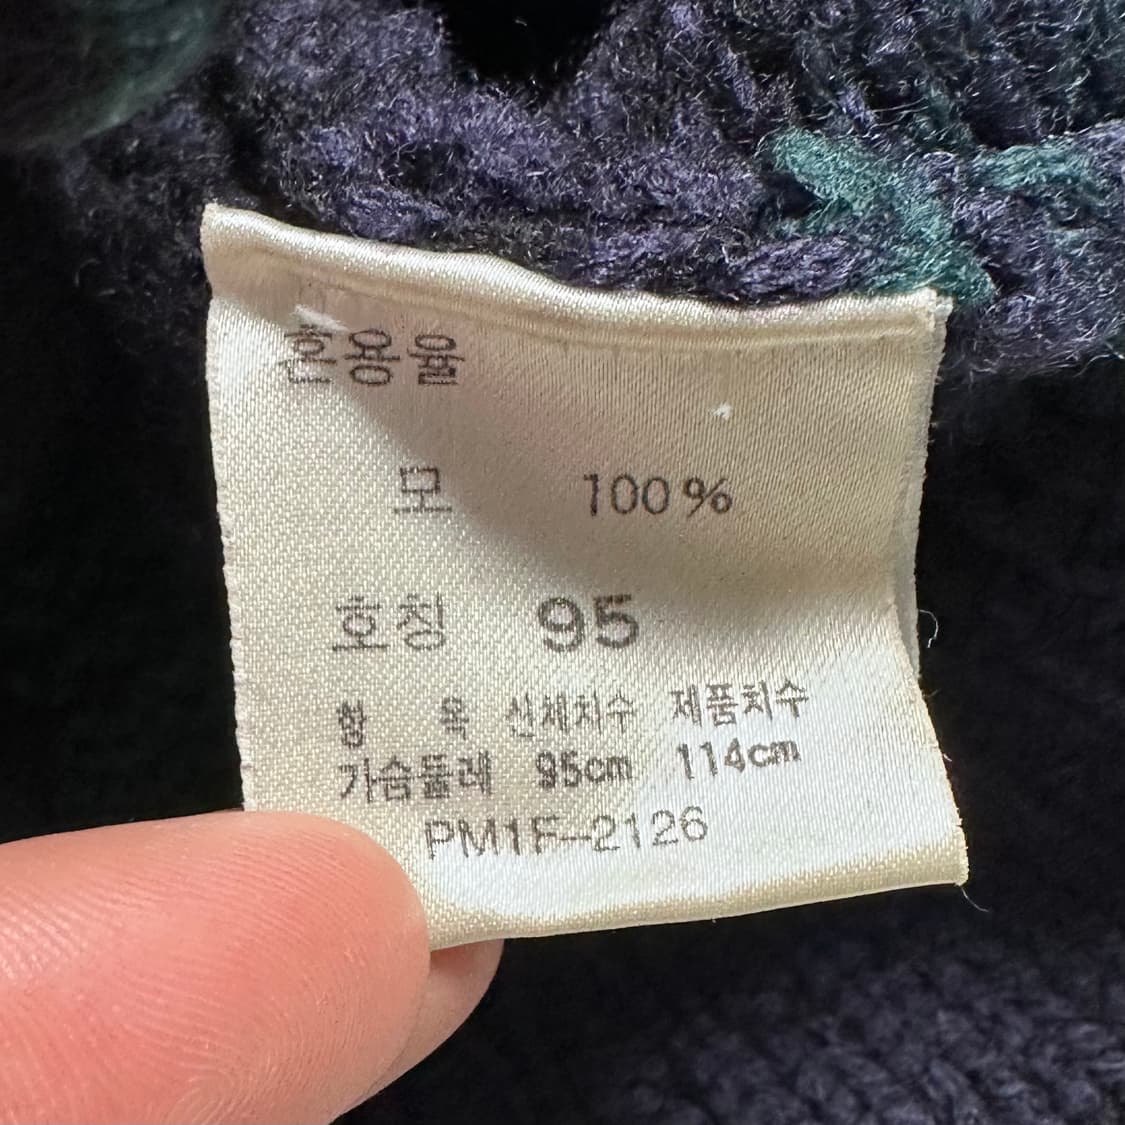 혼용율
모 100%
호칭 95
항 목 신체치수 제품치수
가슴둘레 95cm 114cm
PM1F-2126